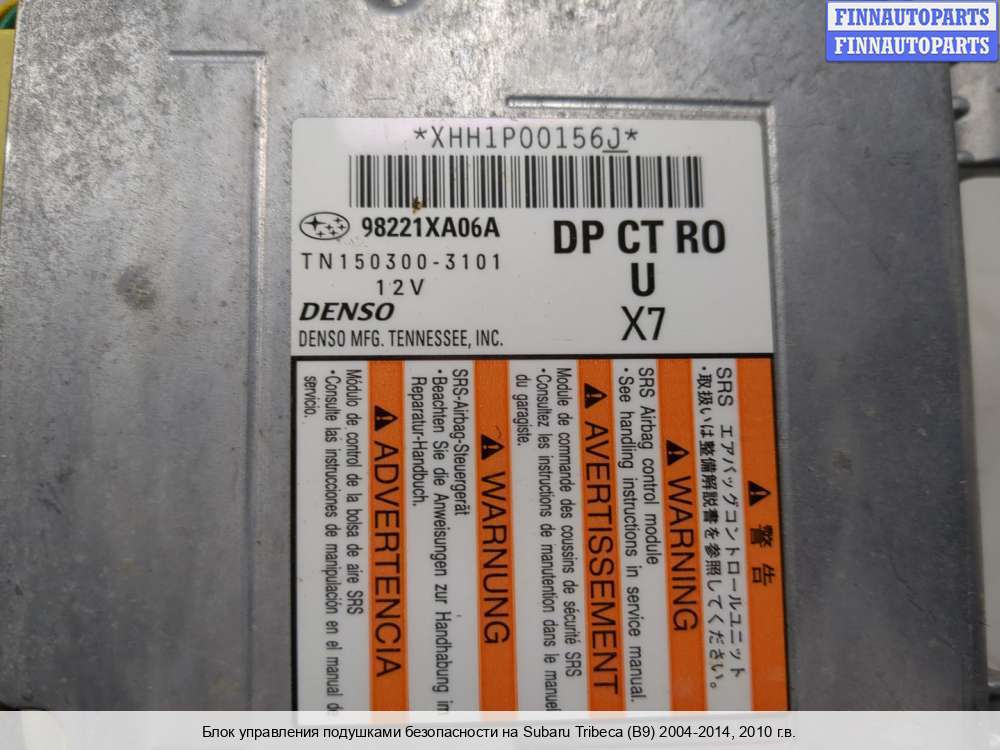 FINNAUTOPARTS
FINNAUTOPARTS
*XHH1P00156J*
98221XA06A
DP CT RO
TN150300-3101
U
12V
X7
DENSO
DENSO MFG. TENNESSEE, INC.
警告
SRS エアバッグコントロールユニット
・取扱いは整備解説書を参照してください。
WARNING
SRS Airbag control module
・See handling instructions in service manual.
AVERTISSEMENT
Module de commande des coussins de sécurité SRS
・Consultez les instructions de manutention dans le manuel
du garagiste.
WARNUNG
SRS-Airbag-Steuergerät
・Beachten Sie die Anweisungen zur Handhabung im
Reparatur-Handbuch.
ADVERTENCIA
Módulo de control de la bolsa de aire SRS
・Consulte las instrucciones de manipulación en el manual de
servicio.
Блок управления подушками безопасности на Subaru Tribeca (B9) 2004-2014, 2010 г.в.